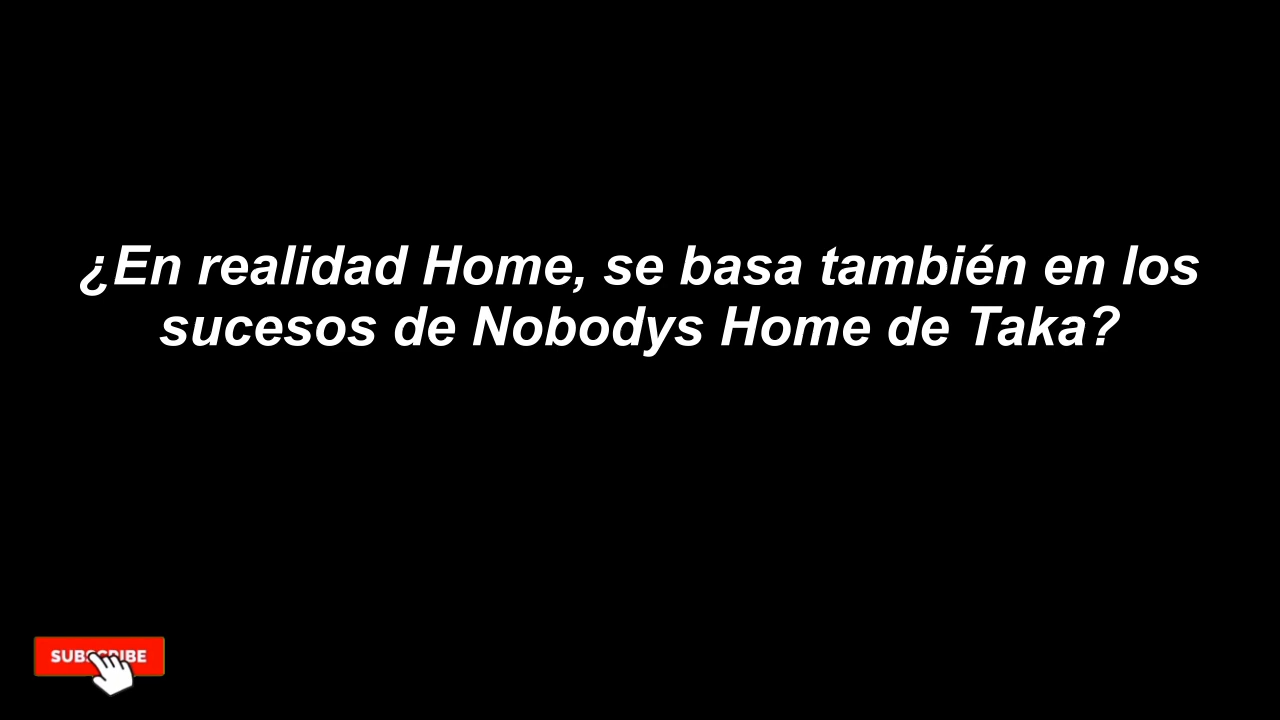 ¿En realidad Home, se basa también en los
sucesos de Nobodys Home de Taka?
SUBSCRIBE